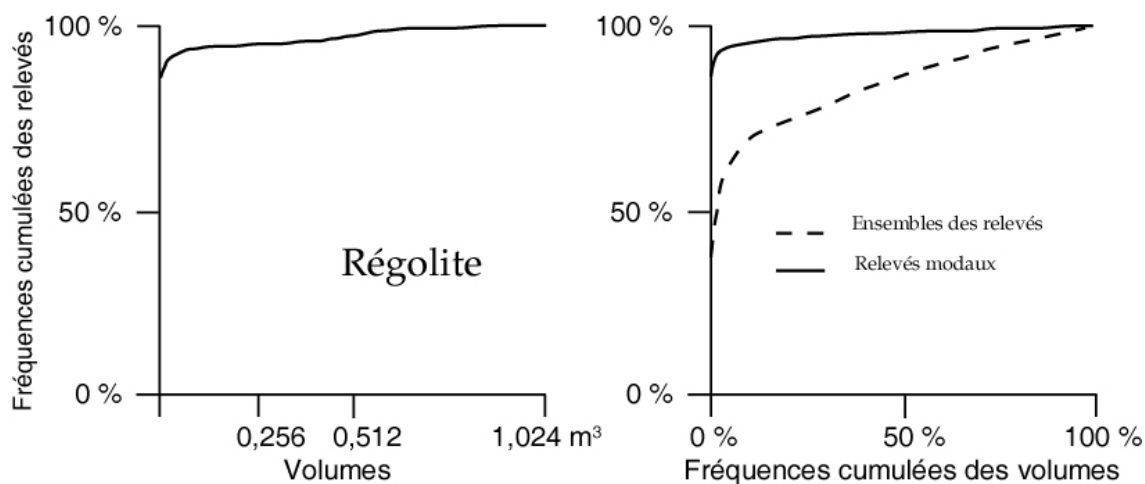 Fréquences cumulées des relevés
100 %
50 %
0 %
Régolite
0,256
0,512
1,024 m³
Volumes
100 %
50 %
0 %
Ensembles des relevés
Relevés modaux
0 %
50 %
100 %
Fréquences cumulées des volumes